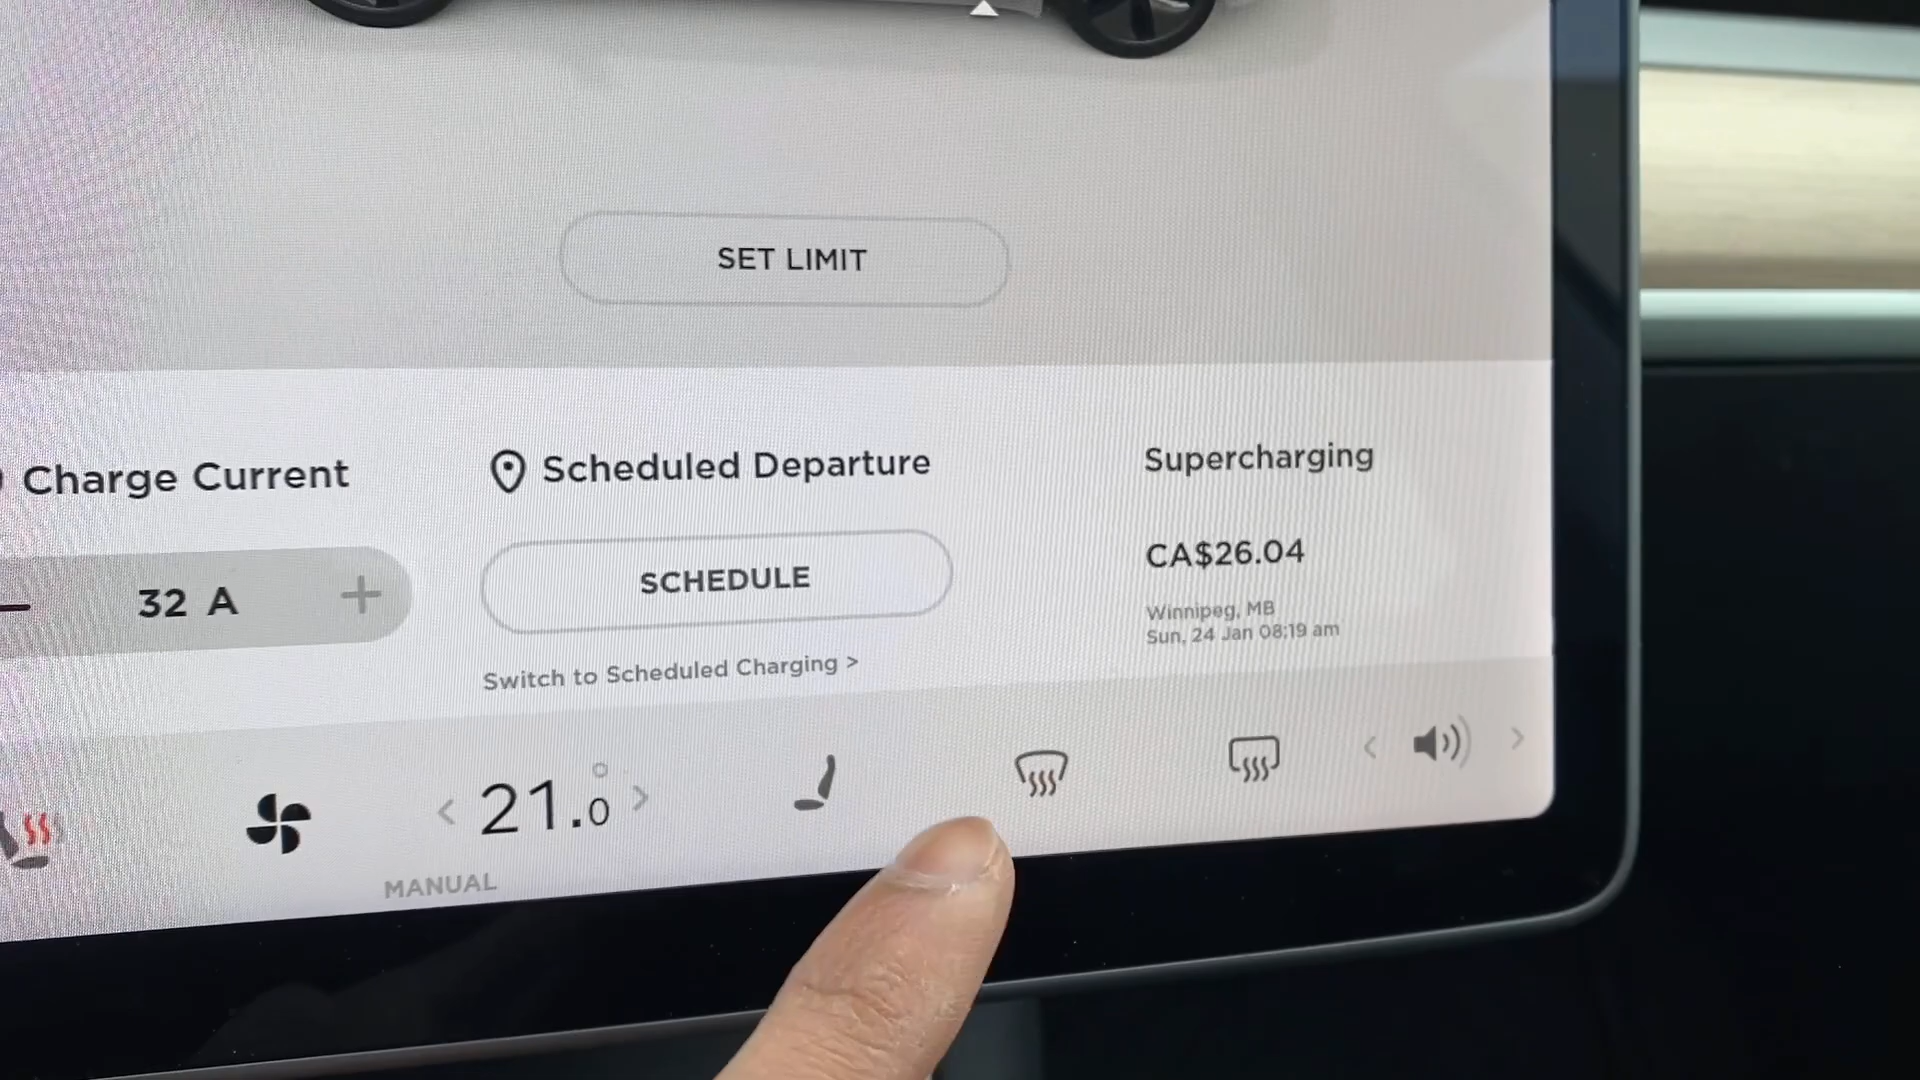 SET LIMIT
Charge Current
Scheduled Departure
Supercharging
32 A
SCHEDULE
CA$26.04
Winnipeg, MB
Sun, 24 Jan 08:19 am
Switch to Scheduled Charging >
21.0
MANUAL